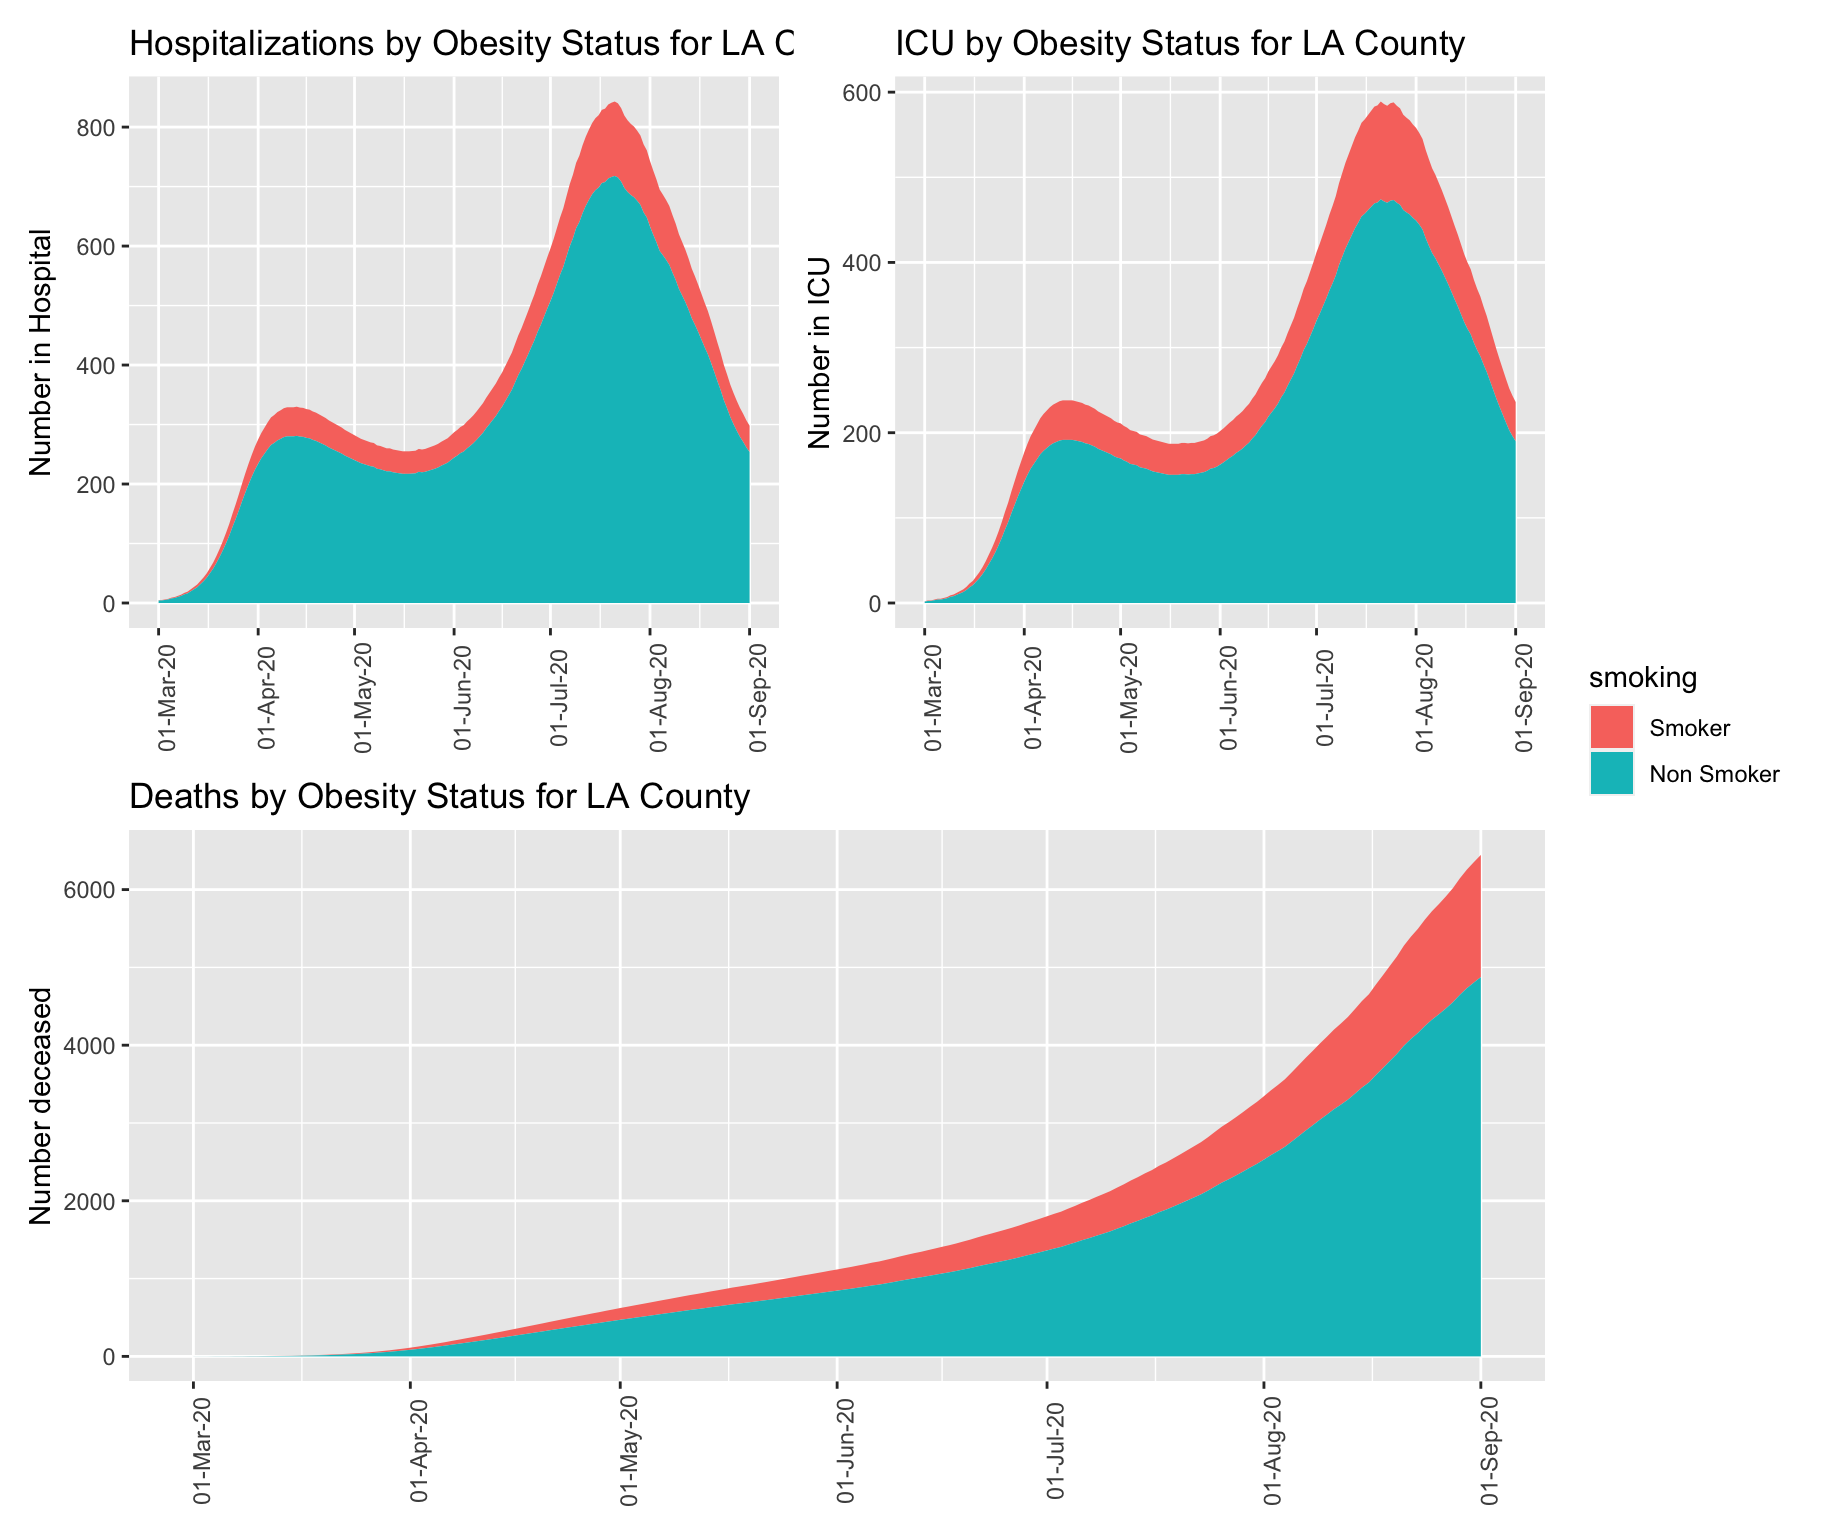 Hospitalizations by Obesity Status for LA C
Number in Hospital
800
600
400
200
0
01-Mar-20
01-Apr-20
01-May-20
01-Jun-20
01-Jul-20
01-Aug-20
01-Sep-20
ICU by Obesity Status for LA County
Number in ICU
600
400
200
0
01-Mar-20
01-Apr-20
01-May-20
01-Jun-20
01-Jul-20
01-Aug-20
01-Sep-20
smoking
Smoker
Non Smoker
Deaths by Obesity Status for LA County
Number deceased
6000
4000
2000
0
01-Mar-20
01-Apr-20
01-May-20
01-Jun-20
01-Jul-20
01-Aug-20
01-Sep-20